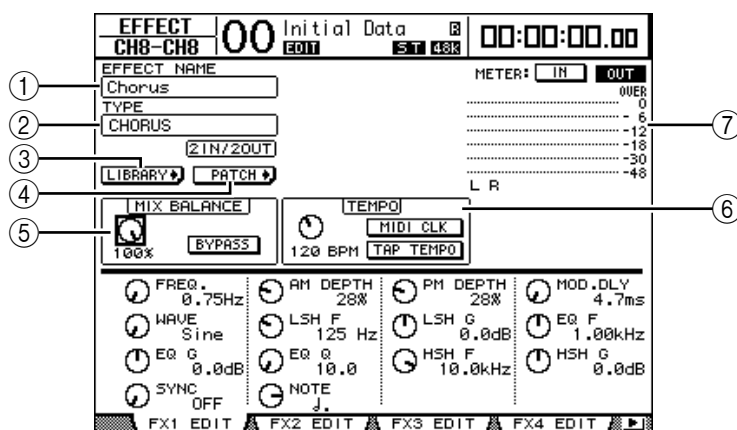 EFFECT
CH8-CH8
00 Initial Data R
EDIT ST 48K
00:00:00.00
① EFFECT NAME
Chorus
② TYPE
CHORUS
2IN/2OUT
③ LIBRARY
④ PATCH
METER: IN OUT
OVER
0
-6
-12
-18
-30
-48
L R
⑦
⑤ MIX BALANCE
100%
BYPASS
⑥ TEMPO
MIDI CLK
120 BPM TAP TEMPO
FREQ. 0.75Hz AM DEPTH 28% PM DEPTH 28% MOD.DLY 4.7ms
WAVE Sine LSH F 125 Hz LSH G 0.0dB EQ F 1.00kHz
EQ G 0.0dB EQ Q 10.0 HSH F 10.0kHz HSH G 0.0dB
SYNC OFF NOTE ♩.
FX1 EDIT FX2 EDIT FX3 EDIT FX4 EDIT